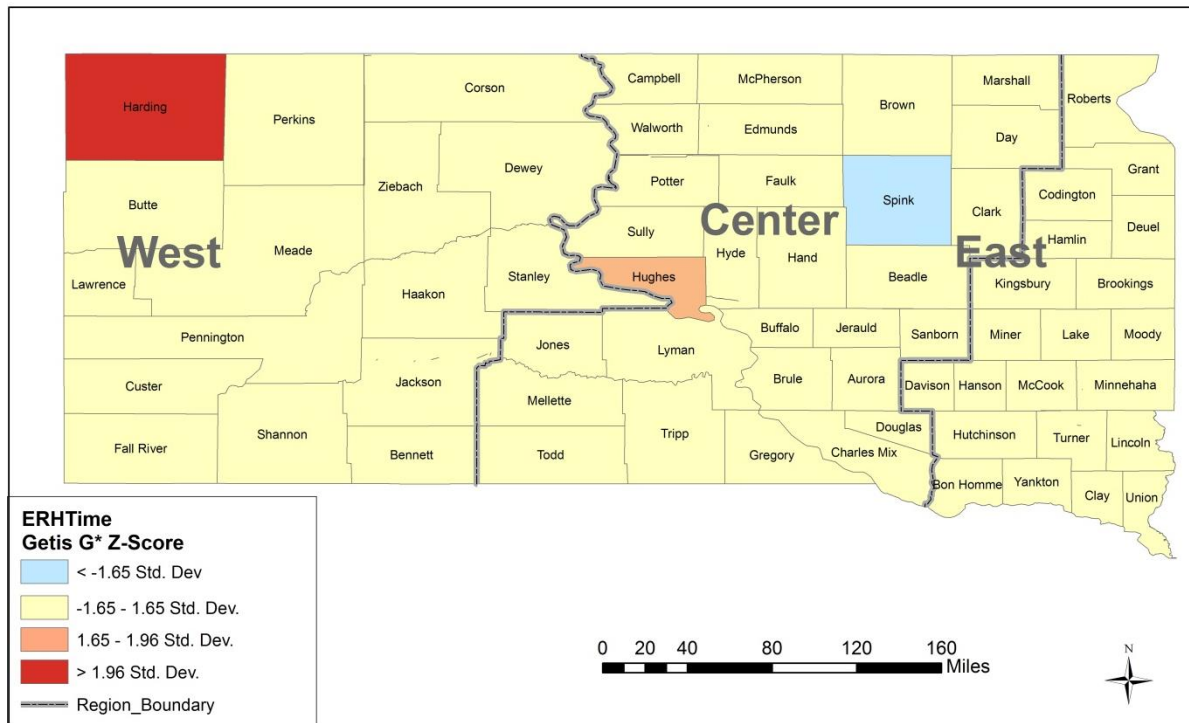 Campbell
McPherson
Marshall
Corson
Roberts
Harding
Brown
Perkins
Walworth
Edmunds
Day
Dewey
Grant
Ziebach
Potter
Faulk
Codington
Butte
Spink
Clark
Center
Deuel
West
Sully
Hamlin
East
Meade
Hyde
Hand
Stanley
Hughes
Beadle
Lawrence
Kingsbury
Brookings
Haakon
Buffalo
Jerauld
Pennington
Sanborn
Miner
Lake
Moody
Jones
Lyman
Custer
Jackson
Brule
Aurora
Davison
Hanson
McCook
Minnehaha
Mellette
Douglas
Shannon
Tripp
Hutchinson
Turner
Lincoln
Fall River
Bennett
Todd
Gregory
Charles Mix
Bon Homme
Yankton
Clay
Union
ERHTime
Getis G* Z-Score
< -1.65 Std. Dev
-1.65 - 1.65 Std. Dev.
1.65 - 1.96 Std. Dev.
> 1.96 Std. Dev.
Region_Boundary
0 20 40 80 120 160
Miles
N